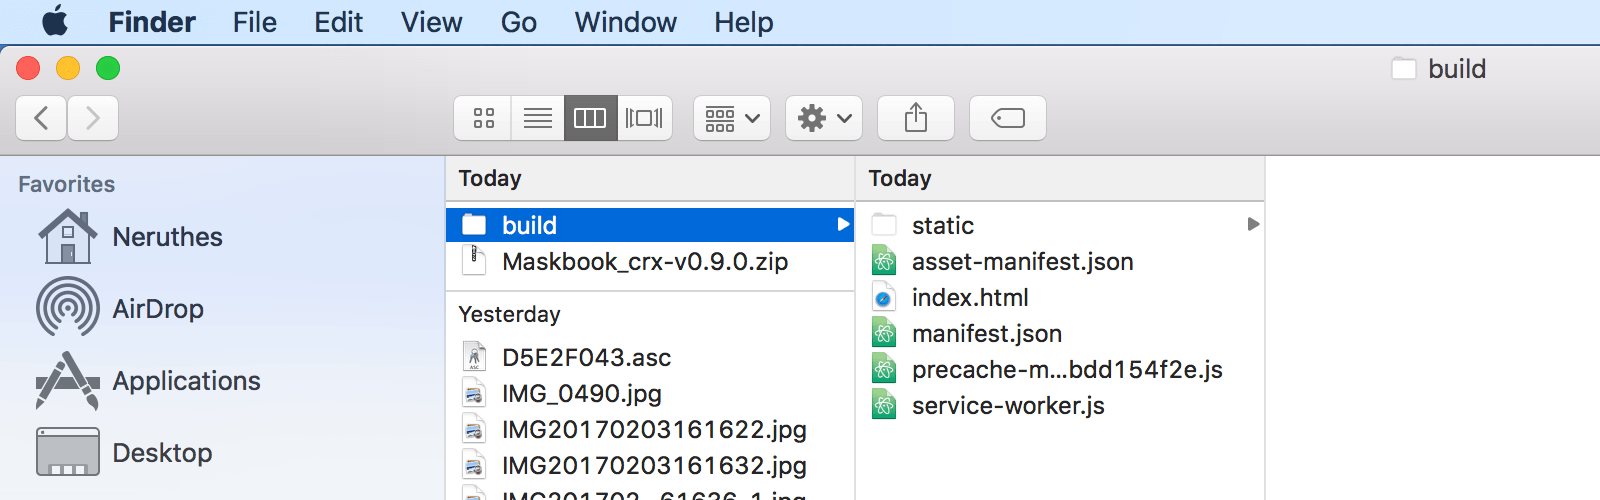 Finder File Edit View Go Window Help
build
Favorites
Neruthes
AirDrop
Applications
Desktop
Today
build
Maskbook_crx-v0.9.0.zip
Yesterday
D5E2F043.asc
IMG_0490.jpg
IMG20170203161622.jpg
IMG20170203161632.jpg
Today
static
asset-manifest.json
index.html
manifest.json
precache-m...bdd154f2e.js
service-worker.js